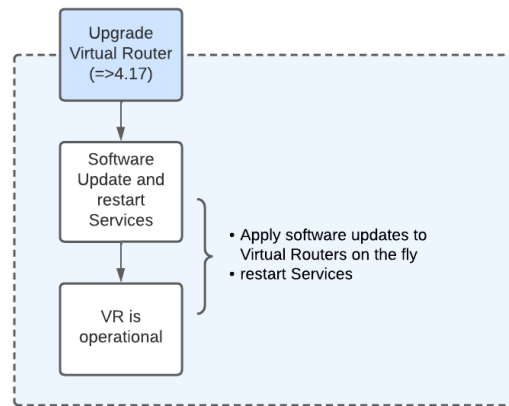 Upgrade
Virtual Router
(=>4.17)
Software
Update and
restart
Services
• Apply software updates to
Virtual Routers on the fly
• restart Services
VR is
operational